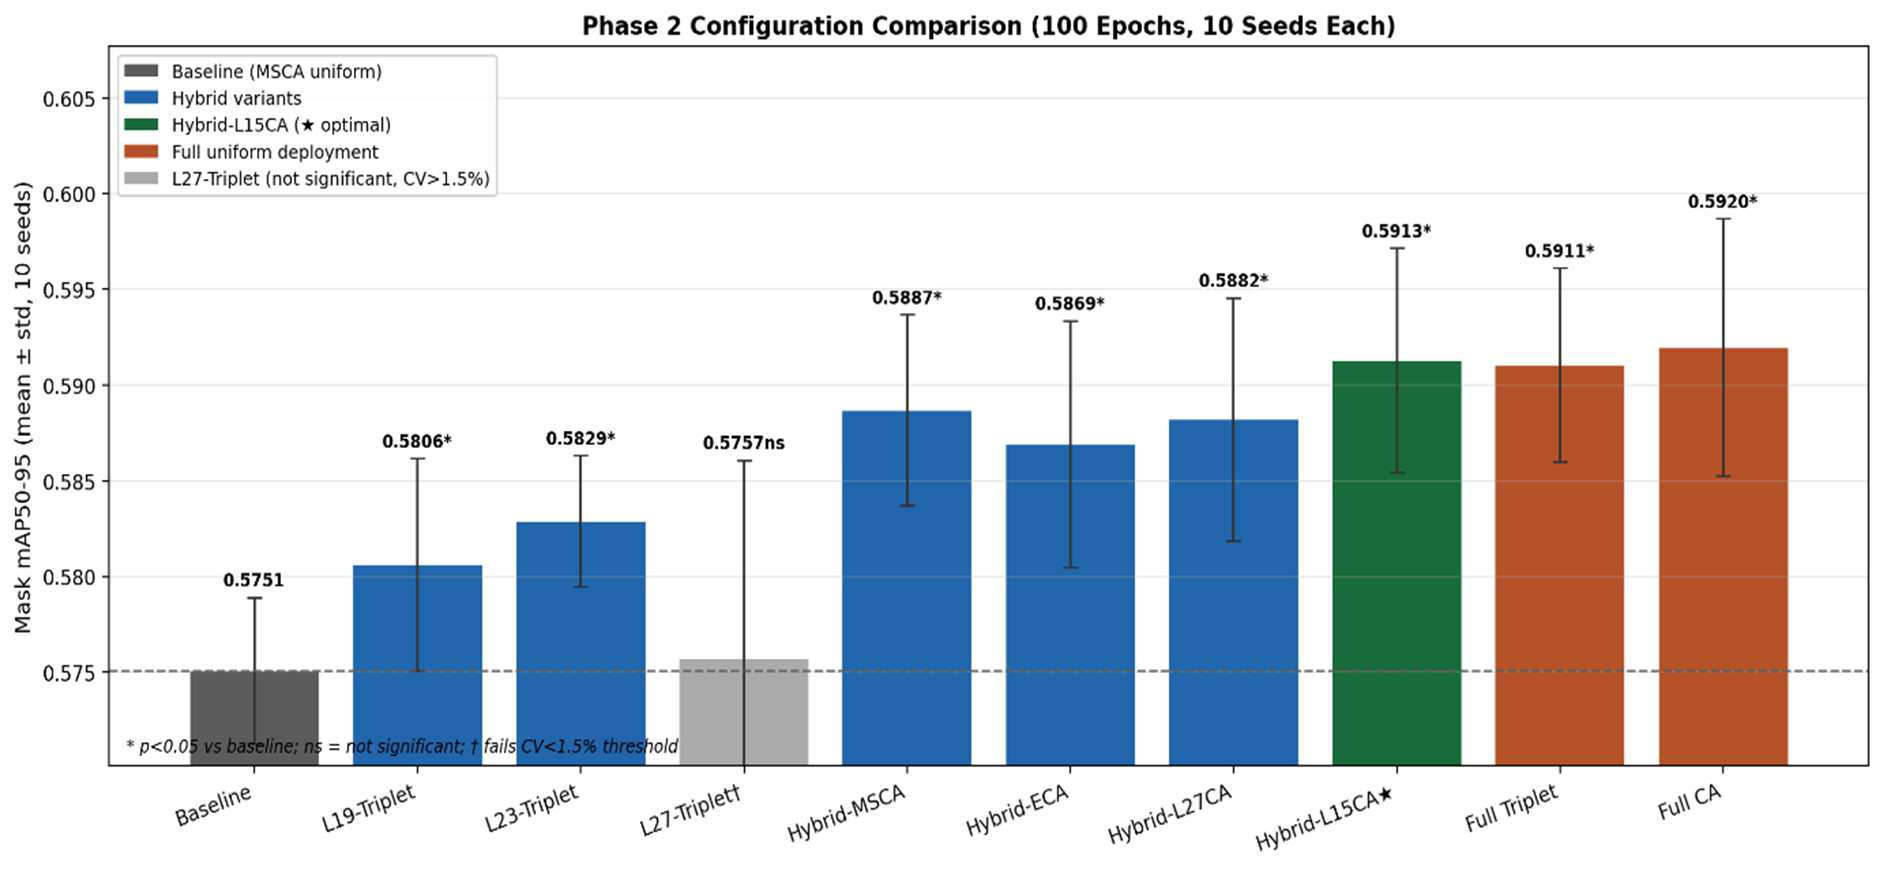 Phase 2 Configuration Comparison (100 Epochs, 10 Seeds Each)
Baseline (MSCA uniform)
Hybrid variants
Hybrid-L15CA (★ optimal)
Full uniform deployment
L27-Triplet (not significant, CV>1.5%)
Mask mAP50-95 (mean ± std, 10 seeds)
0.605
0.600
0.595
0.590
0.585
0.580
0.575
0.5751
0.5806*
0.5829*
0.5757ns
0.5887*
0.5869*
0.5882*
0.5913*
0.5911*
0.5920*
* p<0.05 vs baseline; ns = not significant; † fails CV<1.5% threshold
Baseline
L19-Triplet
L23-Triplet
L27-Triplet†
Hybrid-MSCA
Hybrid-ECA
Hybrid-L27CA
Hybrid-L15CA★
Full Triplet
Full CA